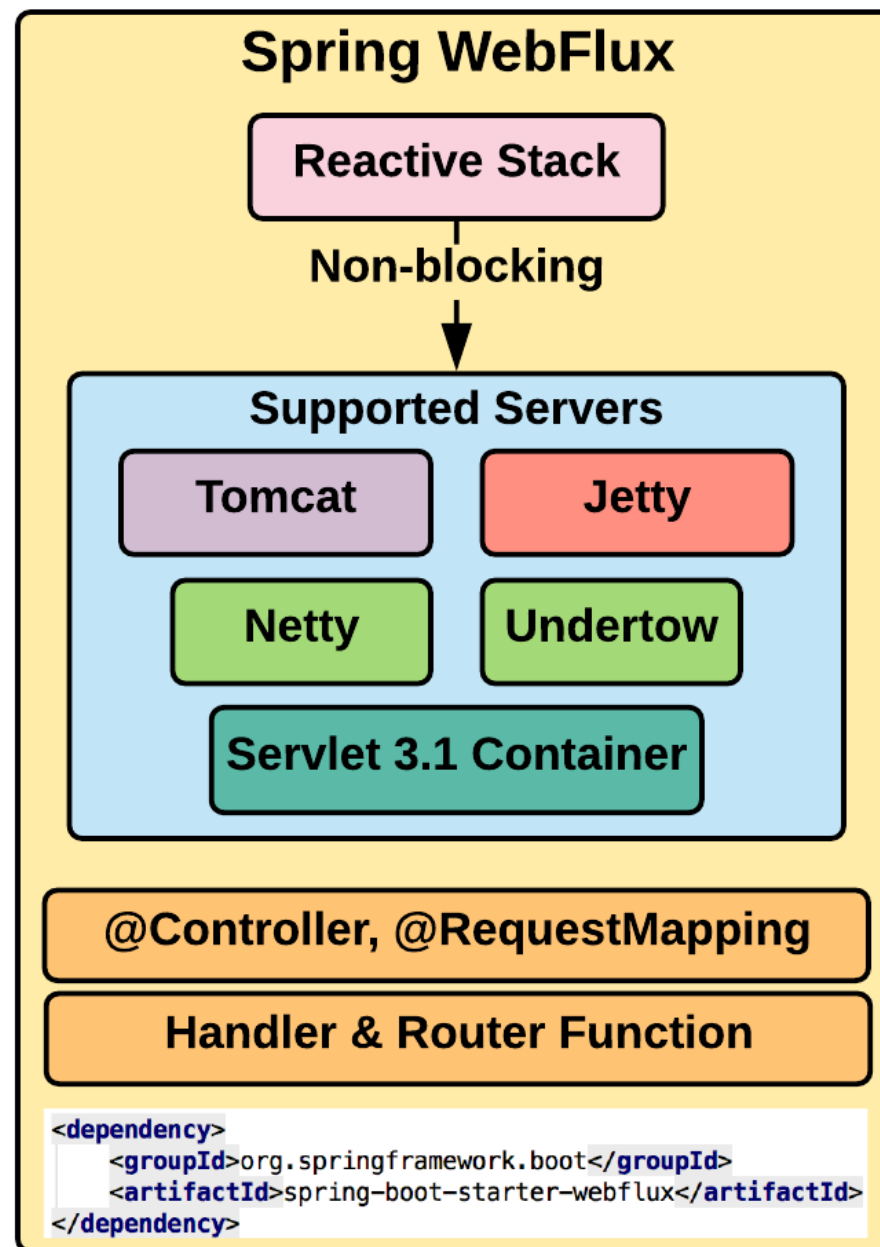 Spring WebFlux
Reactive Stack
Non-blocking
Supported Servers
Tomcat
Jetty
Netty
Undertow
Servlet 3.1 Container
@Controller, @RequestMapping
Handler & Router Function
<dependency>
    <groupId>org.springframework.boot</groupId>
    <artifactId>spring-boot-starter-webflux</artifactId>
</dependency>